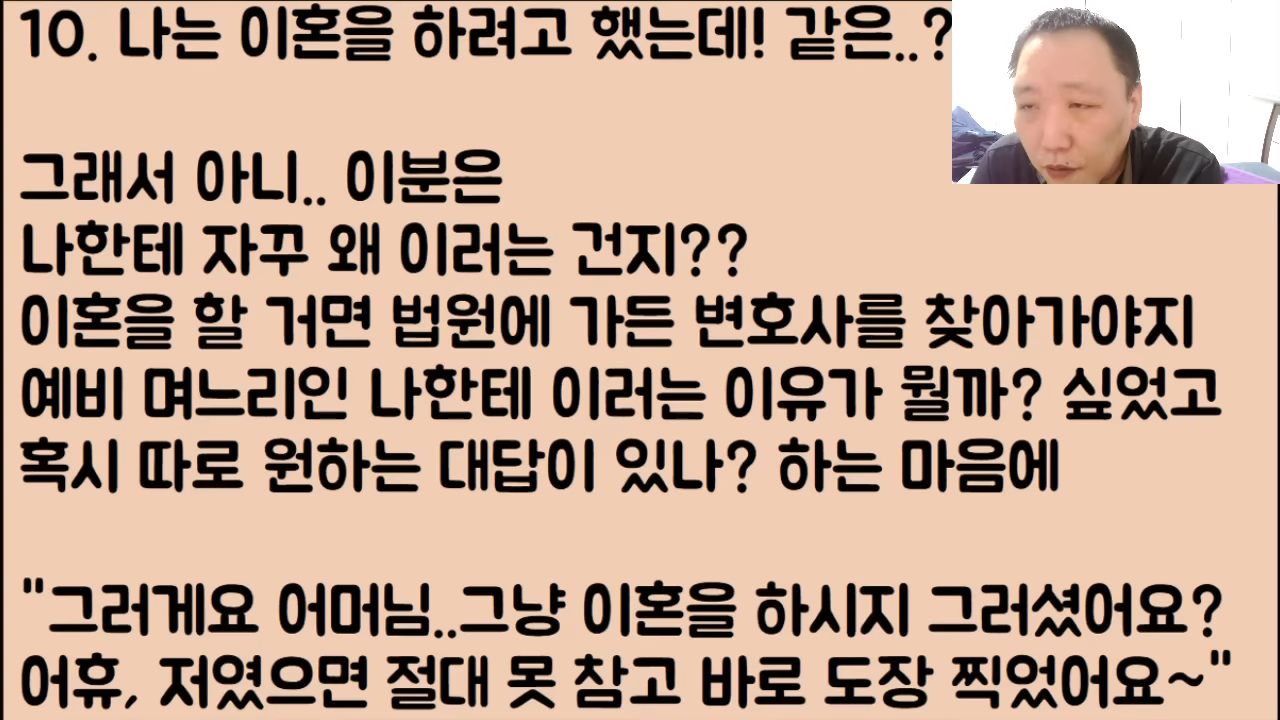 10. 나는 이혼을 하려고 했는데! 같은..?
그래서 아니.. 이분은
나한테 자꾸 왜 이러는 건지??
이혼을 할 거면 법원에 가든 변호사를 찾아가야지
예비 며느리인 나한테 이러는 이유가 뭘까? 싶었고
혹시 따로 원하는 대답이 있나? 하는 마음에
"그러게요 어머님..그냥 이혼을 하시지 그러셨어요?
어휴, 저였으면 절대 못 참고 바로 도장 찍었어요~"